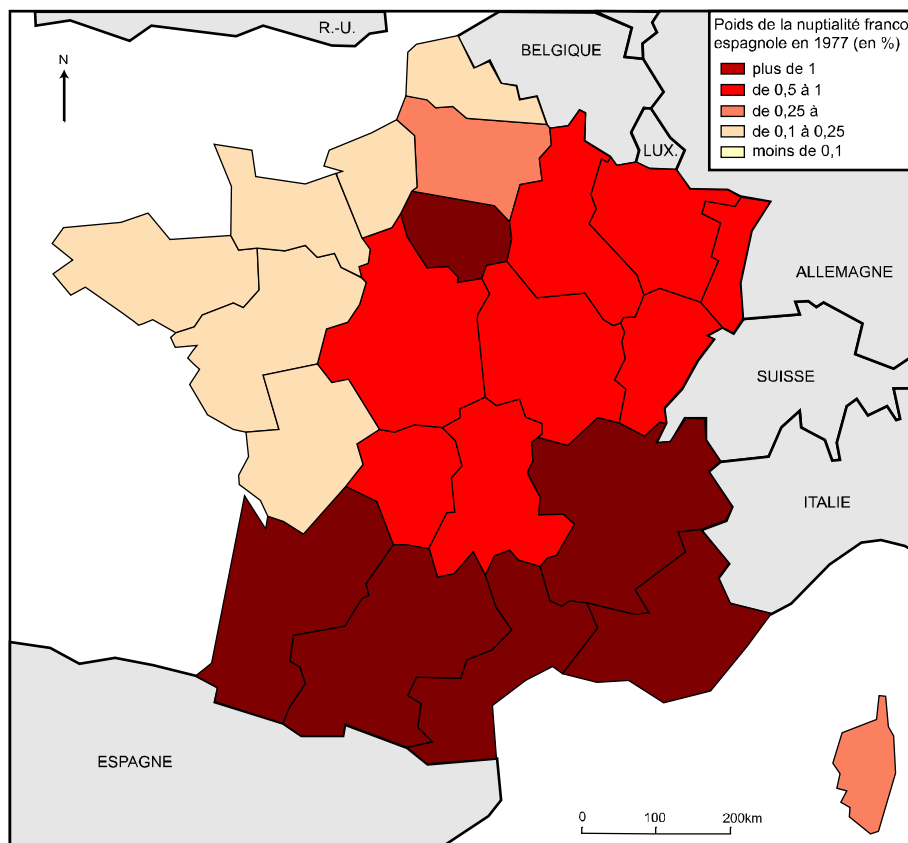 R.-U.
BELGIQUE
Poids de la nuptialité franco
espagnole en 1977 (en %)
plus de 1
de 0,5 à 1
de 0,25 à
de 0,1 à 0,25
moins de 0,1
N
LUX.
ALLEMAGNE
SUISSE
ITALIE
ESPAGNE
0 100 200km